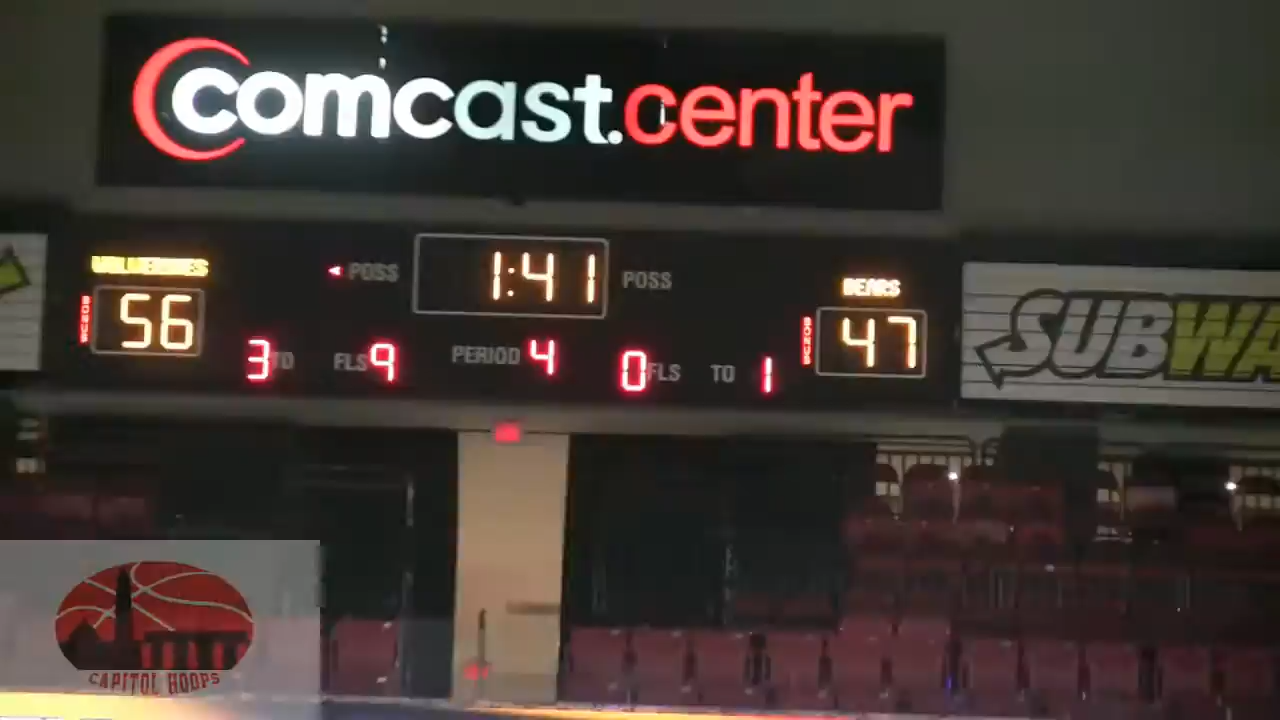 comcast.center
WOLVERINES
BONUS
56
POSS
1:41
POSS
BEARS
BONUS
47
3 TO
FLS 9
PERIOD 4
0 FLS
TO 1
SUBWA
CAPITOL HOOPS